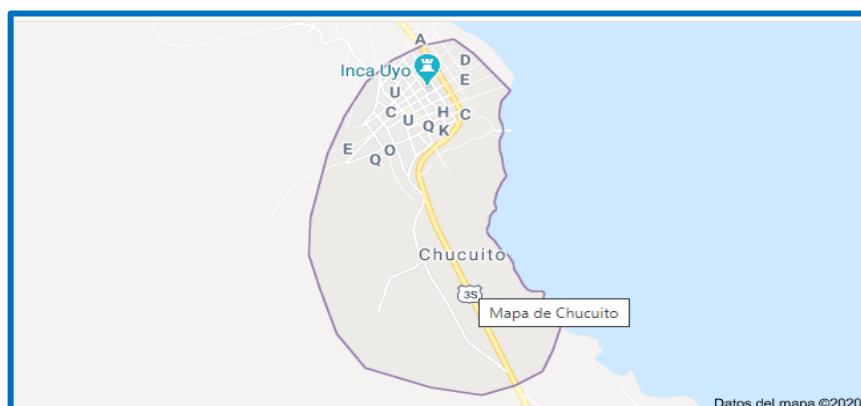 A
D
Inca Uyo
E
U
C
H
C
U
Q
K
E
O
Q
Chucuito
3S
Mapa de Chucuito
Datos del mapa ©2020